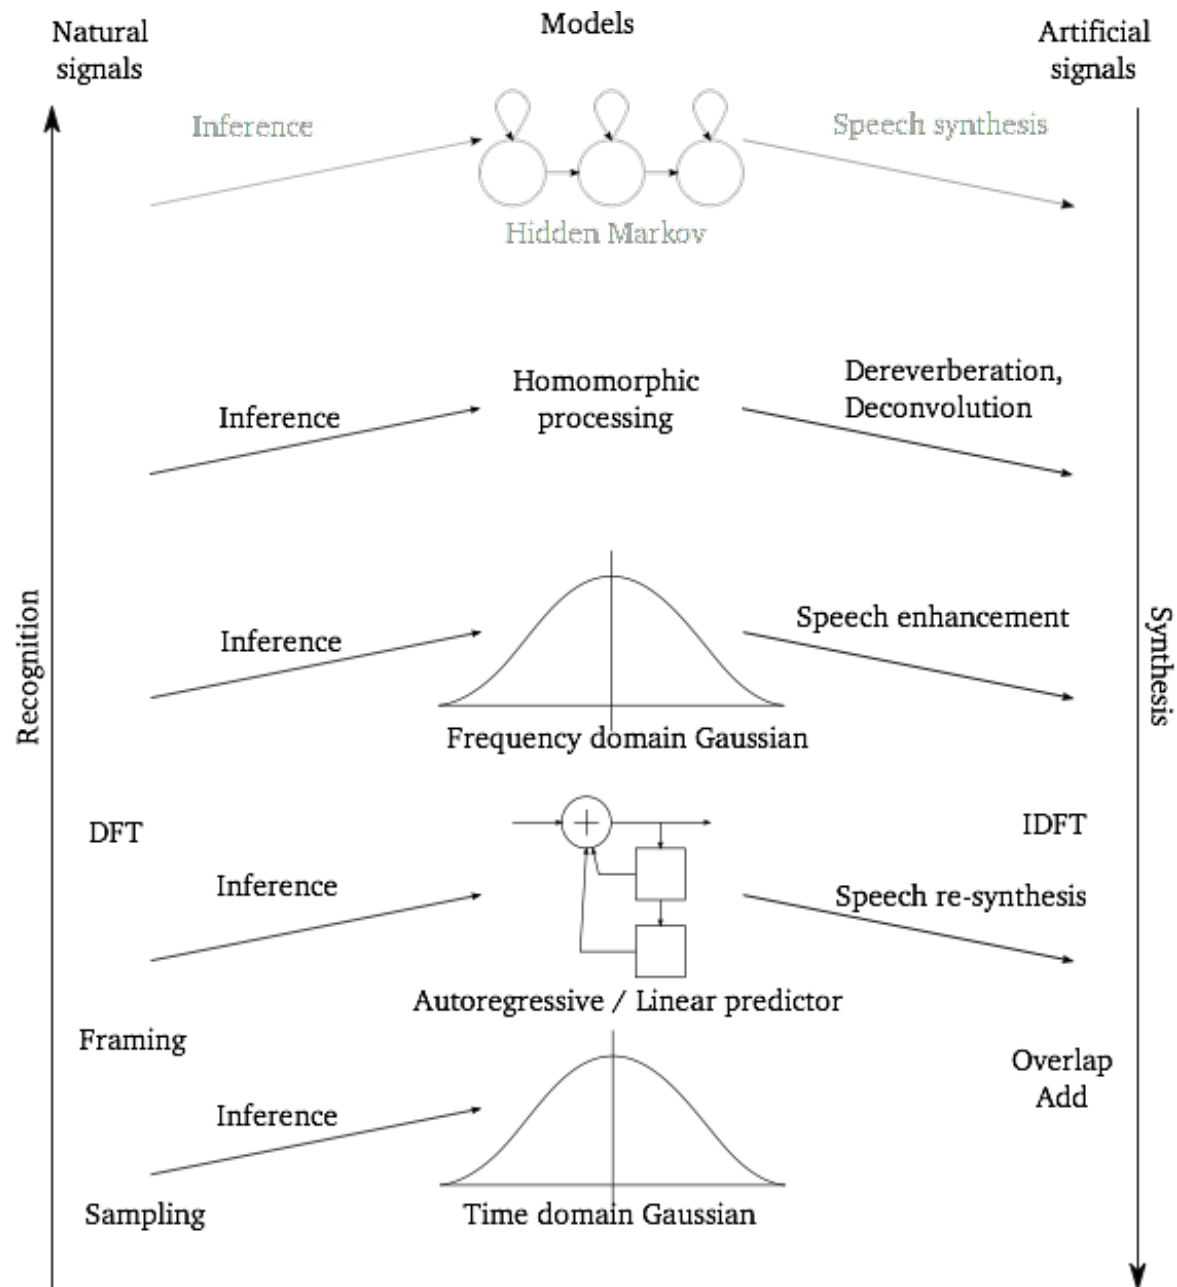 Natural
signals
Models
Artificial
signals
Inference
Speech synthesis
Hidden Markov
Inference
Homomorphic
processing
Dereverberation,
Deconvolution
Recognition
Inference
Speech enhancement
Synthesis
Frequency domain Gaussian
DFT
IDFT
Inference
Speech re-synthesis
Autoregressive / Linear predictor
Framing
Overlap
Add
Inference
Sampling
Time domain Gaussian